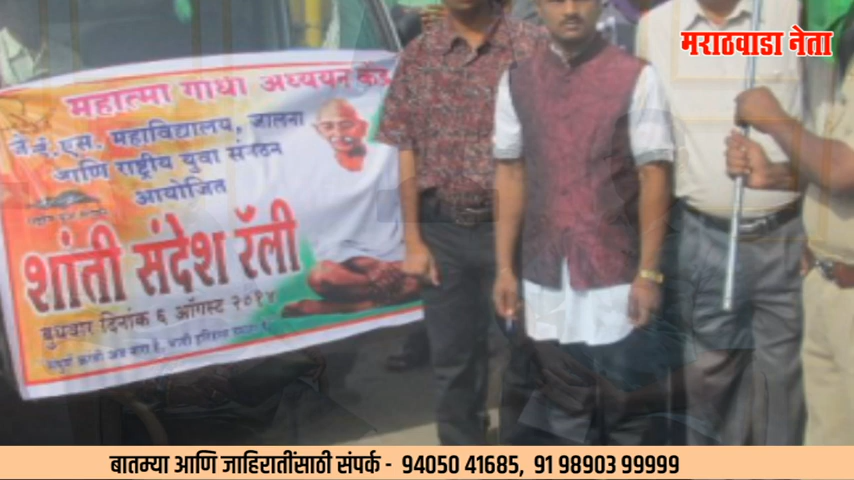 मराठवाडा नेता
महात्मा गांधी अध्ययन केंद्र
जे.ई.एस. महाविद्यालय, जालना
आणि राष्ट्रीय युवा संगठन
आयोजित
शांती संदेश रॅली
बुधवार दिनांक ६ ऑगस्ट २०१४
बातम्या आणि जाहिरातींसाठी संपर्क - 94050 41685, 91 98903 99999